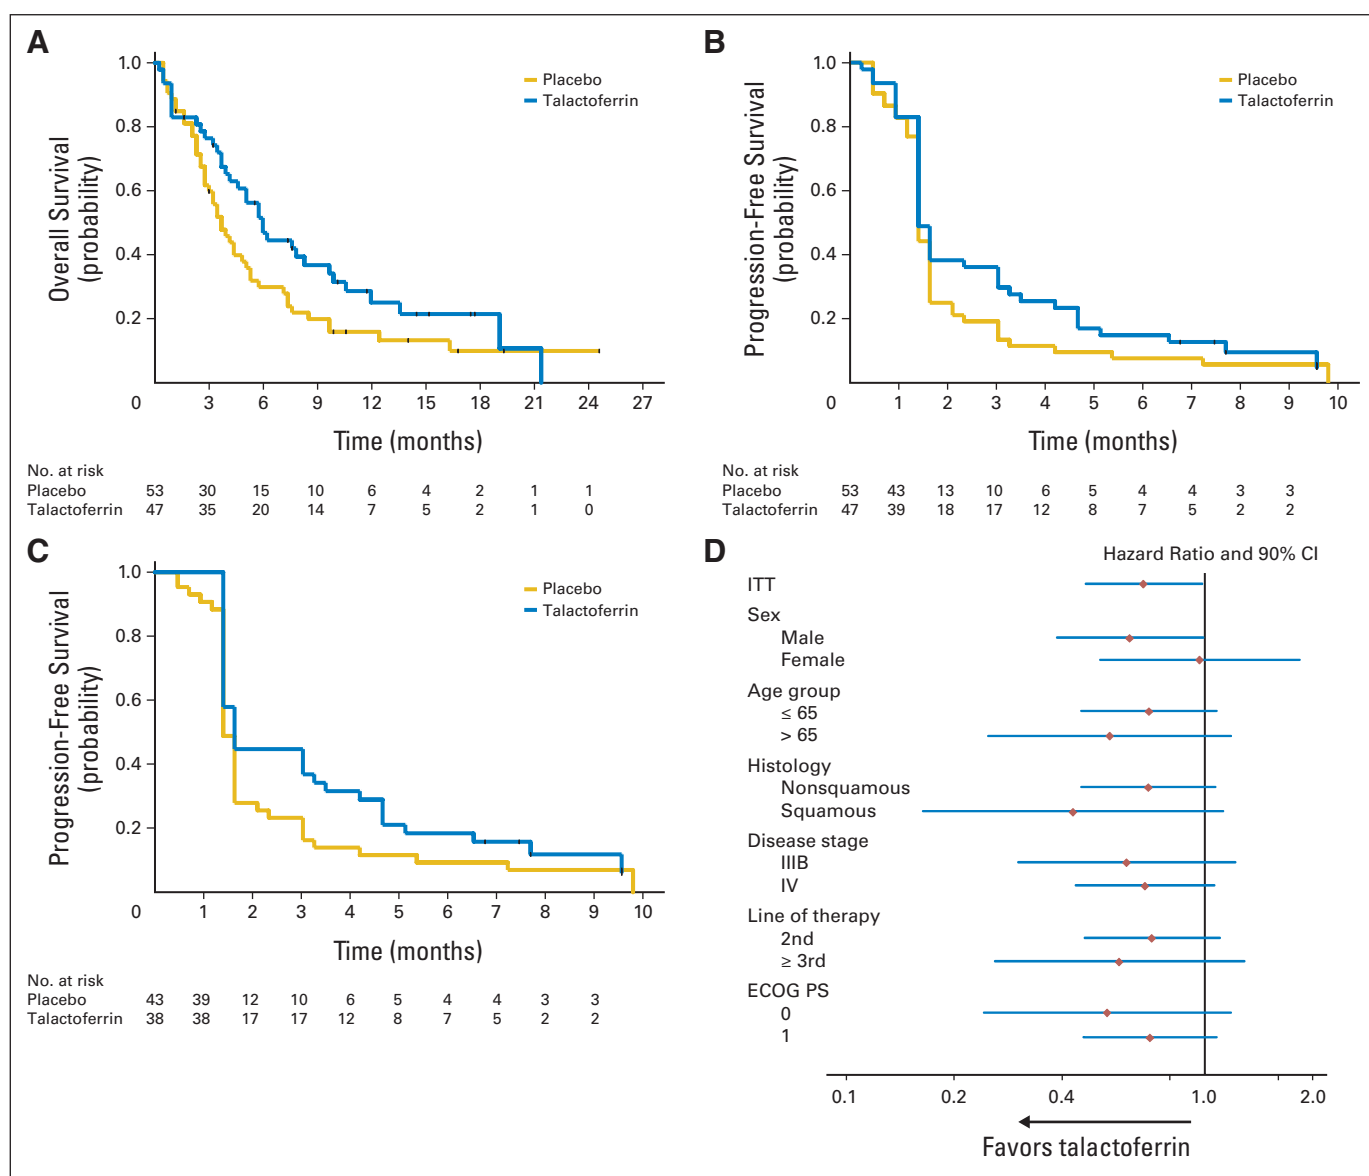 A
Overall Survival
(probability)
1.0
0.8
0.6
0.4
0.2
Placebo
Talactoferrin
0 3 6 9 12 15 18 21 24 27
Time (months)
No. at risk
Placebo 53 30 15 10 6 4 2 1 1
Talactoferrin 47 35 20 14 7 5 2 1 0
B
Progression-Free Survival
(probability)
1.0
0.8
0.6
0.4
0.2
Placebo
Talactoferrin
0 1 2 3 4 5 6 7 8 9 10
Time (months)
No. at risk
Placebo 53 43 13 10 6 5 4 4 3 3
Talactoferrin 47 39 18 17 12 8 7 5 2 2
C
Progression-Free Survival
(probability)
1.0
0.8
0.6
0.4
0.2
Placebo
Talactoferrin
0 1 2 3 4 5 6 7 8 9 10
Time (months)
No. at risk
Placebo 43 39 12 10 6 5 4 4 3 3
Talactoferrin 38 38 17 17 12 8 7 5 2 2
D
Hazard Ratio and 90% CI
ITT
Sex
Male
Female
Age group
≤ 65
> 65
Histology
Nonsquamous
Squamous
Disease stage
IIIB
IV
Line of therapy
2nd
≥ 3rd
ECOG PS
0
1
0.1 0.2 0.4 1.0 2.0
Favors talactoferrin